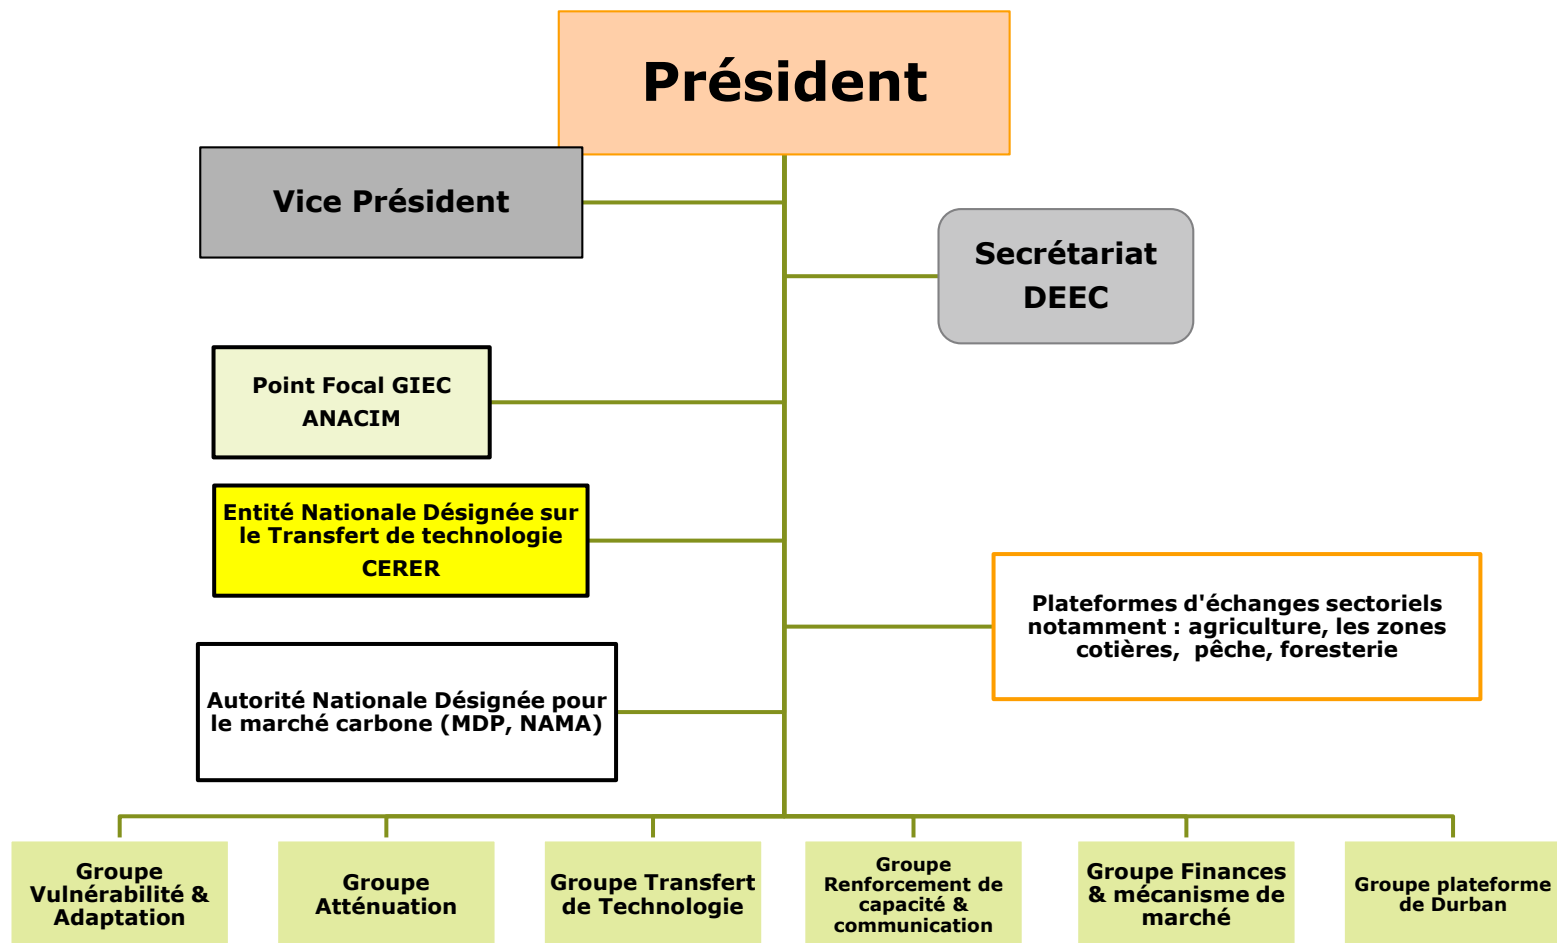 Président
Vice Président
Secrétariat
DEEC
Point Focal GIEC
ANACIM
Entité Nationale Désignée sur
le Transfert de technologie
CERER
Plateformes d'échanges sectoriels
notamment : agriculture, les zones
cotières, pêche, foresterie
Autorité Nationale Désignée pour
le marché carbone (MDP, NAMA)
Groupe
Vulnérabilité &
Adaptation
Groupe
Atténuation
Groupe Transfert
de Technologie
Groupe
Renforcement de
capacité &
communication
Groupe Finances
& mécanisme de
marché
Groupe plateforme
de Durban